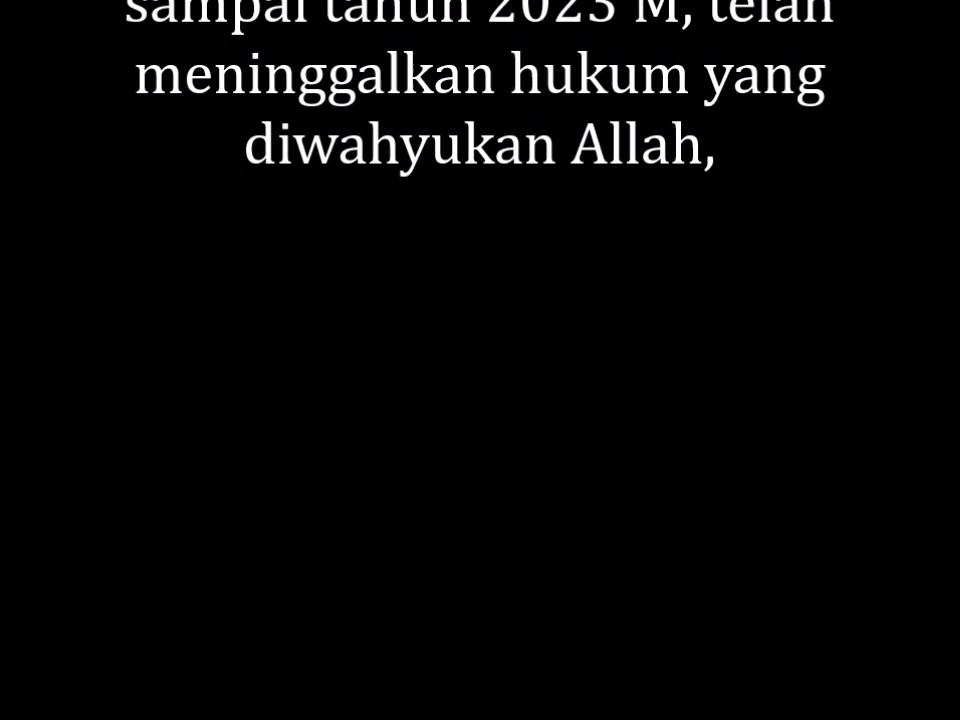 sampai tahun 2023 M, telah
meninggalkan hukum yang
diwahyukan Allah,